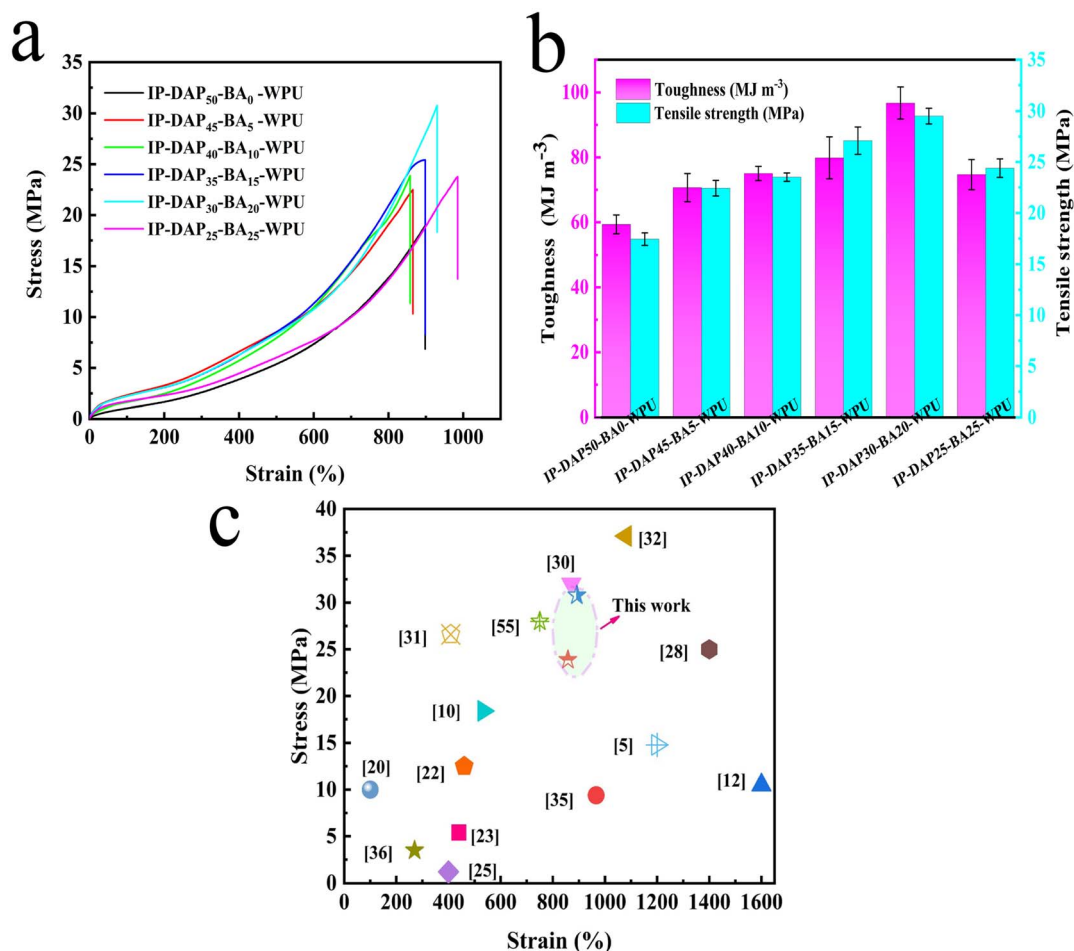 a
35
30
25
20
15
10
5
0
Stress (MPa)
IP-DAP50-BA0 -WPU
IP-DAP45-BA5 -WPU
IP-DAP40-BA10-WPU
IP-DAP35-BA15-WPU
IP-DAP30-BA20-WPU
IP-DAP25-BA25-WPU
0 200 400 600 800 1000
Strain (%)
b
100
80
60
40
20
0
Toughness (MJ m⁻³)
Toughness (MJ m⁻³)
Tensile strength (MPa)
35
30
25
20
15
10
5
0
Tensile strength (MPa)
IP-DAP50-BA0-WPU
IP-DAP45-BA5-WPU
IP-DAP40-BA10-WPU
IP-DAP35-BA15-WPU
IP-DAP30-BA20-WPU
IP-DAP25-BA25-WPU
c
40
35
30
25
20
15
10
5
0
Stress (MPa)
[32]
[30]
This work
[55]
[31]
[28]
[10]
[5]
[20]
[22]
[12]
[35]
[23]
[36]
[25]
0 200 400 600 800 1000 1200 1400 1600
Strain (%)